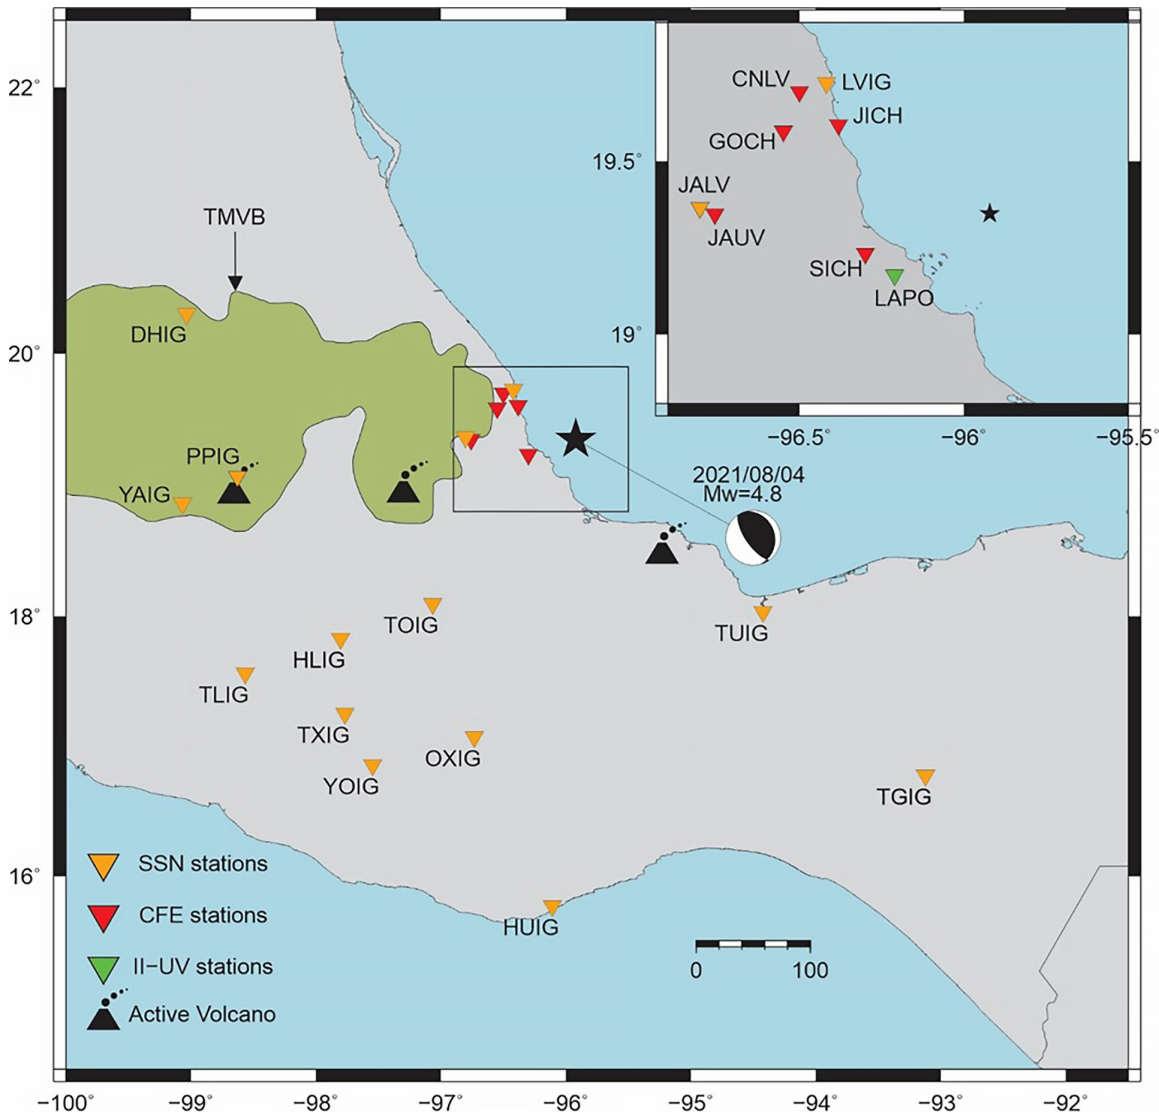 22°
20°
18°
16°
−100°
−99°
−98°
−97°
−96°
−95°
−94°
−93°
−92°
19.5°
19°
−96.5°
−96°
−95.5°
CNLV
LVIG
JICH
GOCH
JALV
JAUV
SICH
LAPO
TMVB
DHIG
PPIG
YAIG
2021/08/04
Mw=4.8
TOIG
TUIG
HLIG
TLIG
TXIG
OXIG
YOIG
TGIG
HUIG
SSN stations
CFE stations
II−UV stations
Active Volcano
0
100